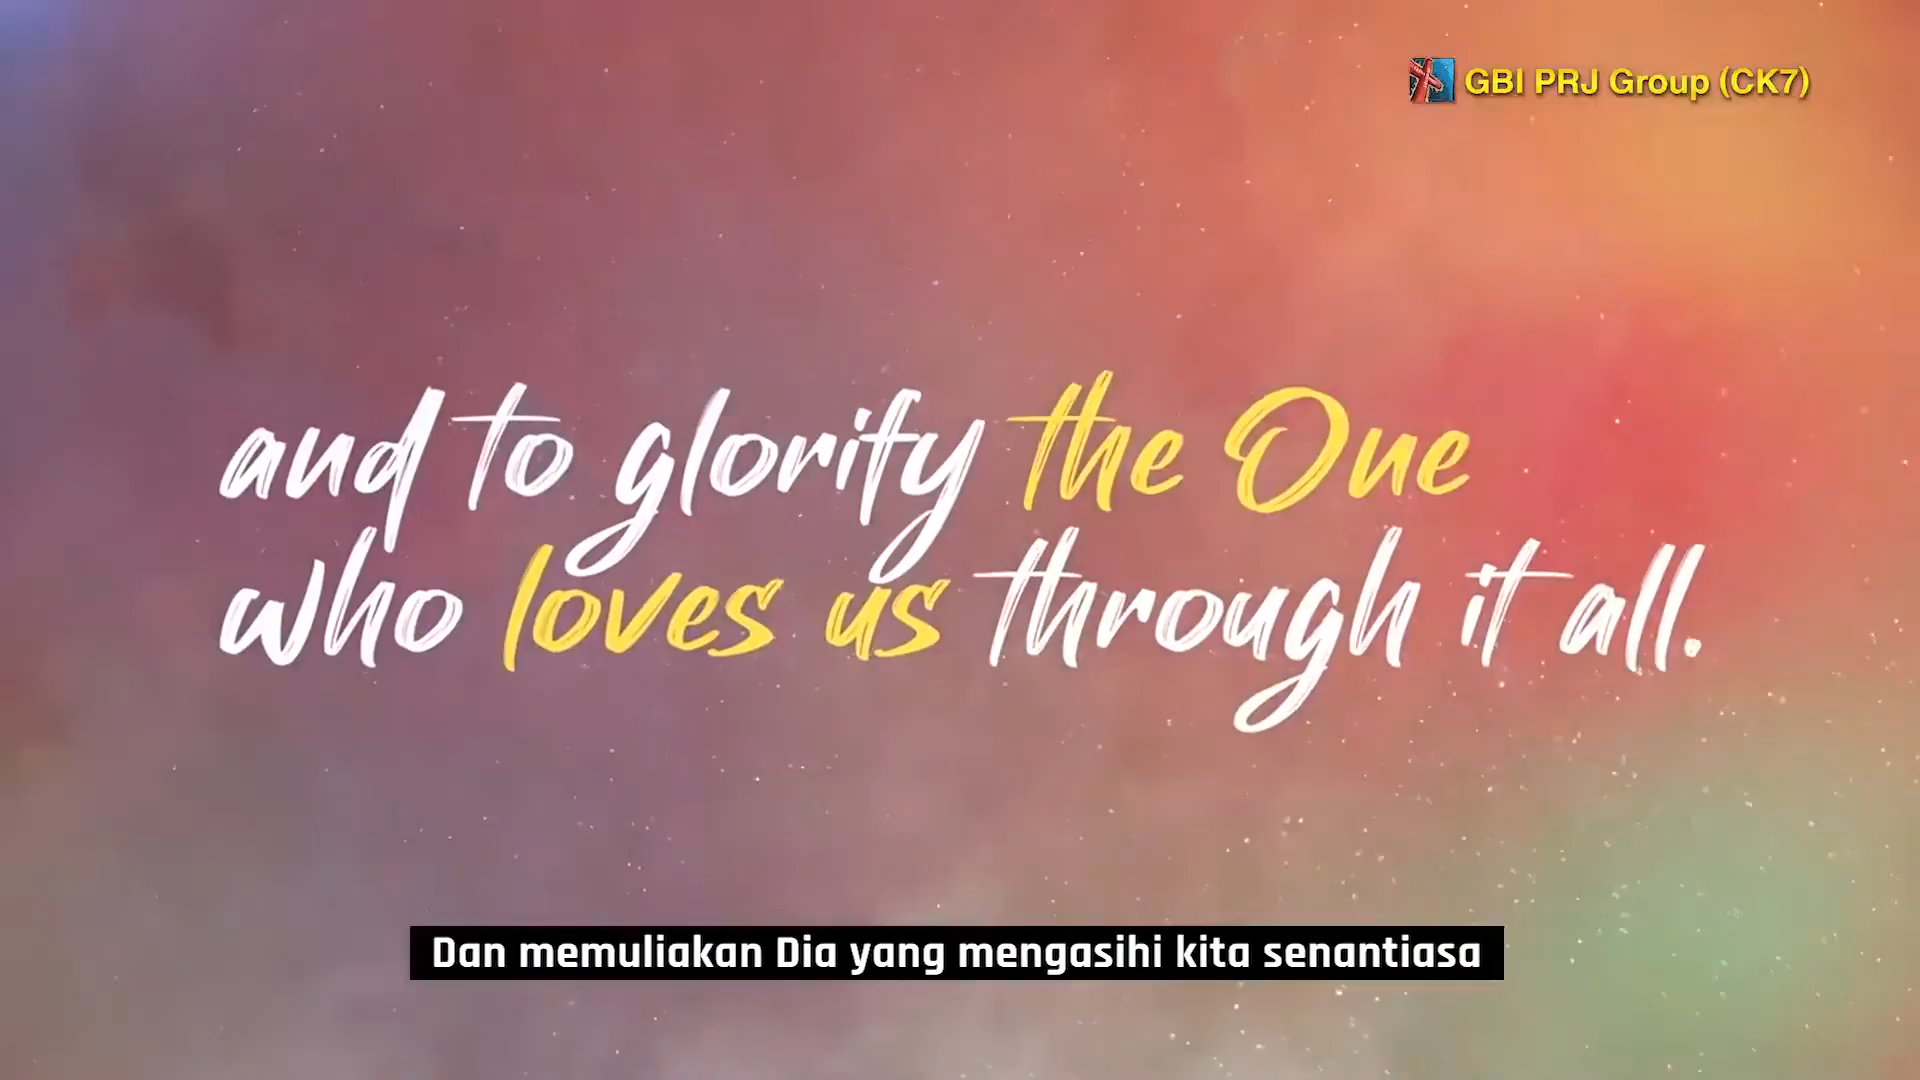 GBI PRJ Group (CK7)
and to glorify the One
who loves us through it all.
Dan memuliakan Dia yang mengasihi kita senantiasa